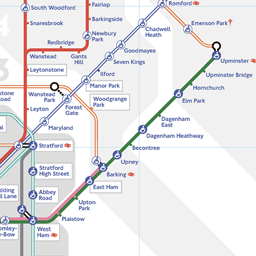 South Woodford
Fairlop
Romford
Snaresbrook
Barkingside
Newbury
Park
Chadwell
Heath
Emerson Park
Redbridge
Goodmayes
Wanstead
Gants
Hill
Seven Kings
Upminster
Leytonstone
Ilford
Upminster Bridge
Wanstead
Park
Manor Park
Hornchurch
Forest
Gate
Woodgrange
Park
Elm Park
Leyton
Maryland
Dagenham
East
Dagenham Heathway
Stratford
Becontree
Stratford
High Street
Upney
Barking
East Ham
Abbey
Road
Upton
Park
Plaistow
West
Ham